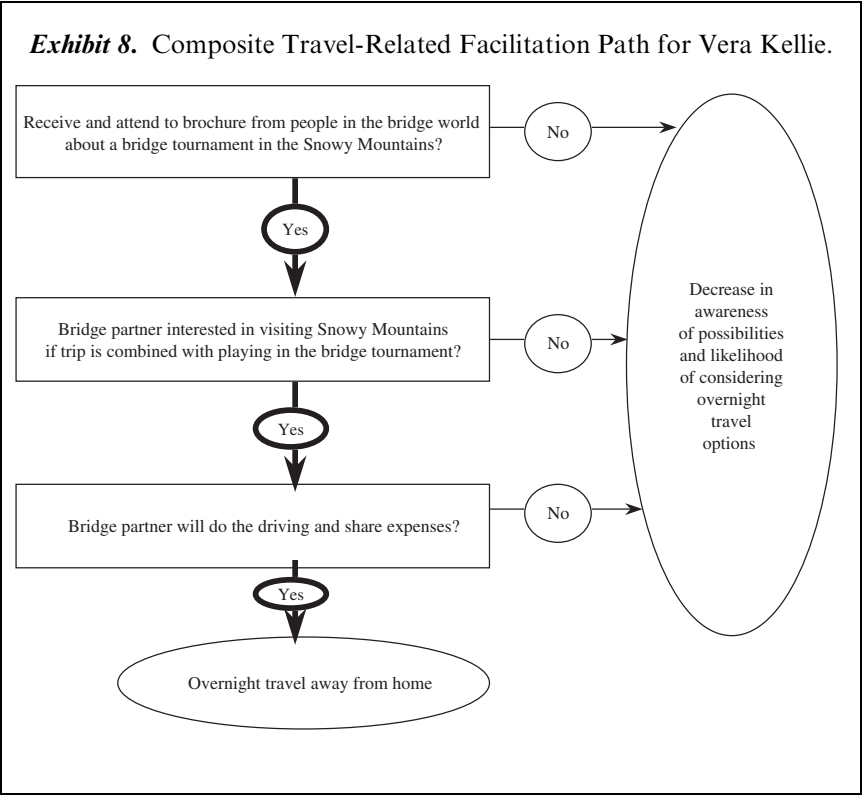 Exhibit 8. Composite Travel-Related Facilitation Path for Vera Kellie.
Receive and attend to brochure from people in the bridge world
about a bridge tournament in the Snowy Mountains?
No
Yes
Bridge partner interested in visiting Snowy Mountains
if trip is combined with playing in the bridge tournament?
No
Decrease in
awareness
of possibilities
and likelihood
of considering
overnight
travel
options
Yes
Bridge partner will do the driving and share expenses?
No
Yes
Overnight travel away from home